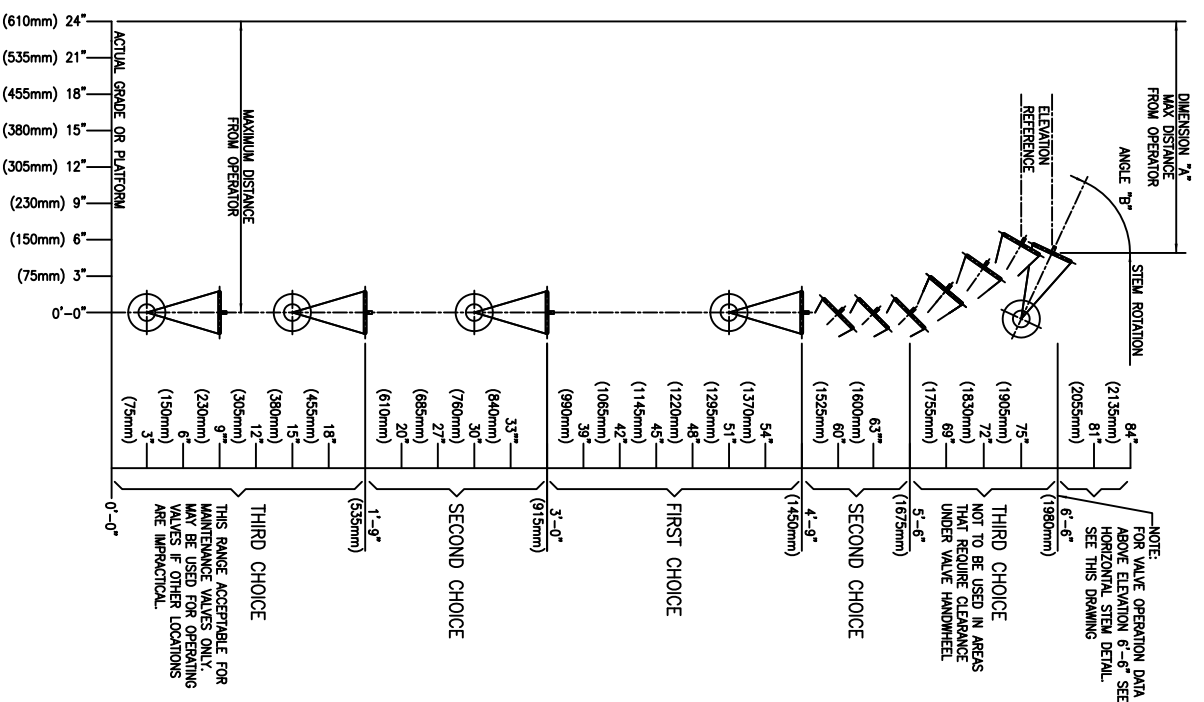 NOTE:
FOR VALVE OPERATION DATA
ABOVE ELEVATION 6'-6" SEE
HORIZONTAL STEM DETAIL.
SEE THIS DRAWING
DIMENSION "A"
MAX DISTANCE
FROM OPERATOR
ANGLE "B"
STEM ROTATION
ELEVATION
REFERENCE
84"
(2135mm)
81"
(2055mm)
6'-6"
(1980mm)
75"
(1905mm)
72"
(1830mm)
69"
(1755mm)
THIRD CHOICE
NOT TO BE USED IN AREAS
THAT REQUIRE CLEARANCE
UNDER VALVE HANDWHEEL
5'-6"
(1675mm)
63""
(1600mm)
60"
(1525mm)
SECOND CHOICE
4'-9"
(1450mm)
54"
(1370mm)
51"
(1295mm)
48"
(1220mm)
45"
(1145mm)
42"
(1065mm)
39"
(990mm)
FIRST CHOICE
3'-0"
(915mm)
33""
(840mm)
30"
(760mm)
27"
(685mm)
20"
(610mm)
SECOND CHOICE
1'-9"
(535mm)
18"
(455mm)
15"
(380mm)
12"
(305mm)
9""
(230mm)
6"
(150mm)
3"
(75mm)
THIRD CHOICE
THIS RANGE ACCEPTABLE FOR
MAINTENANCE VALVES ONLY.
MAY BE USED FOR OPERATING
VALVES IF OTHER LOCATIONS
ARE IMPRACTICAL.
0'-0"
MAXIMUM DISTANCE
FROM OPERATOR
ACTUAL GRADE OR PLATFORM
(610mm) 24"
(535mm) 21"
(455mm) 18"
(380mm) 15"
(305mm) 12"
(230mm) 9"
(150mm) 6"
(75mm) 3"
0'-0"